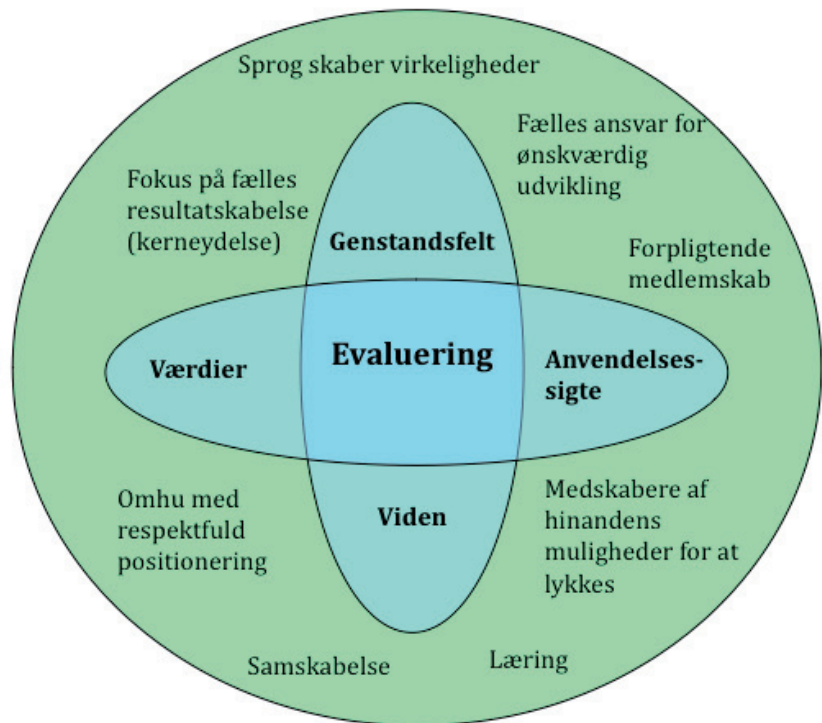 Sprog skaber virkeligheder
Fælles ansvar for
ønskværdig
udvikling
Fokus på fælles
resultatskabelse
(kerneydelse)
Genstandsfelt
Forpligtende
medlemskab
Værdier
Evaluering
Anvendelses-
sigte
Omhu med
respektfuld
positionering
Viden
Medskabere af
hinandens
muligheder for at
lykkes
Samskabelse
Læring